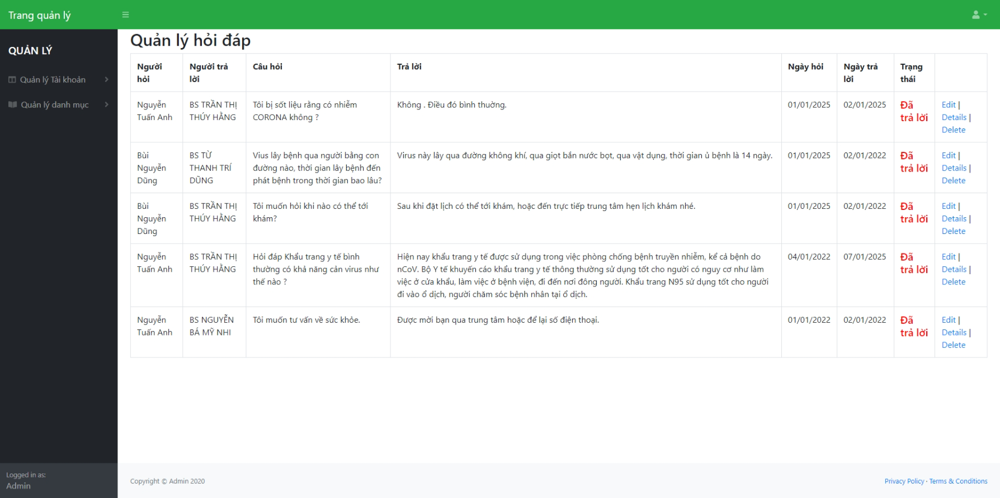 Trang quản lý
QUẢN LÝ
Quản lý Tài khoản
Quản lý danh mục
Logged in as:
Admin
Quản lý hỏi đáp
Người hỏi
Người trả lời
Câu hỏi
Trả lời
Ngày hỏi
Ngày trả lời
Trạng thái
Nguyễn
Tuấn Anh
BS TRẦN THỊ
THÚY HẰNG
Tôi bị sốt liệu rằng có nhiễm
CORONA không ?
Không . Điều đó bình thuờng.
01/01/2025
02/01/2025
Đã
trả lời
Edit |
Details |
Delete
Bùi
Nguyễn
Dũng
BS TỪ
THANH TRÍ
DŨNG
Vius lây bệnh qua người bằng con
đường nào, thời gian lây bệnh đến
phát bệnh trong thời gian bao lâu?
Virus này lây qua đường không khí, qua giọt bắn nước bọt, qua vật dụng, thời gian ủ bệnh là 14 ngày.
01/01/2025
02/01/2022
Đã
trả lời
Edit |
Details |
Delete
Bùi
Nguyễn
Dũng
BS TRẦN THỊ
THÚY HẰNG
Tôi muốn hỏi khi nào có thể tới
khám?
Sau khi đặt lịch có thể tới khám, hoặc đến trực tiếp trung tâm hẹn lịch khám nhé.
01/01/2025
02/01/2022
Đã
trả lời
Edit |
Details |
Delete
Nguyễn
Tuấn Anh
BS TRẦN THỊ
THÚY HẰNG
Hỏi đáp Khẩu trang y tế bình
thường có khả năng cản virus như
thế nào ?
Hiện nay khẩu trang y tế được sử dụng trong việc phòng chống bệnh truyền nhiễm, kể cả bệnh do
nCoV. Bộ Y tế khuyến cáo khẩu trang y tế thông thường sử dụng tốt cho người có nguy cơ như làm
việc ở cửa khẩu, làm việc ở bệnh viện, đi đến nơi đông người. Khẩu trang N95 sử dụng tốt cho người
đi vào ổ dịch, người chăm sóc bệnh nhân tại ổ dịch.
04/01/2022
07/01/2025
Đã
trả lời
Edit |
Details |
Delete
Nguyễn
Tuấn Anh
BS NGUYỄN
BÁ MỸ NHI
Tôi muốn tư vấn về sức khỏe.
Được mời bạn qua trung tâm hoặc để lại số điện thoại.
01/01/2022
02/01/2022
Đã
trả lời
Edit |
Details |
Delete
Copyright © Admin 2020
Privacy Policy · Terms & Conditions